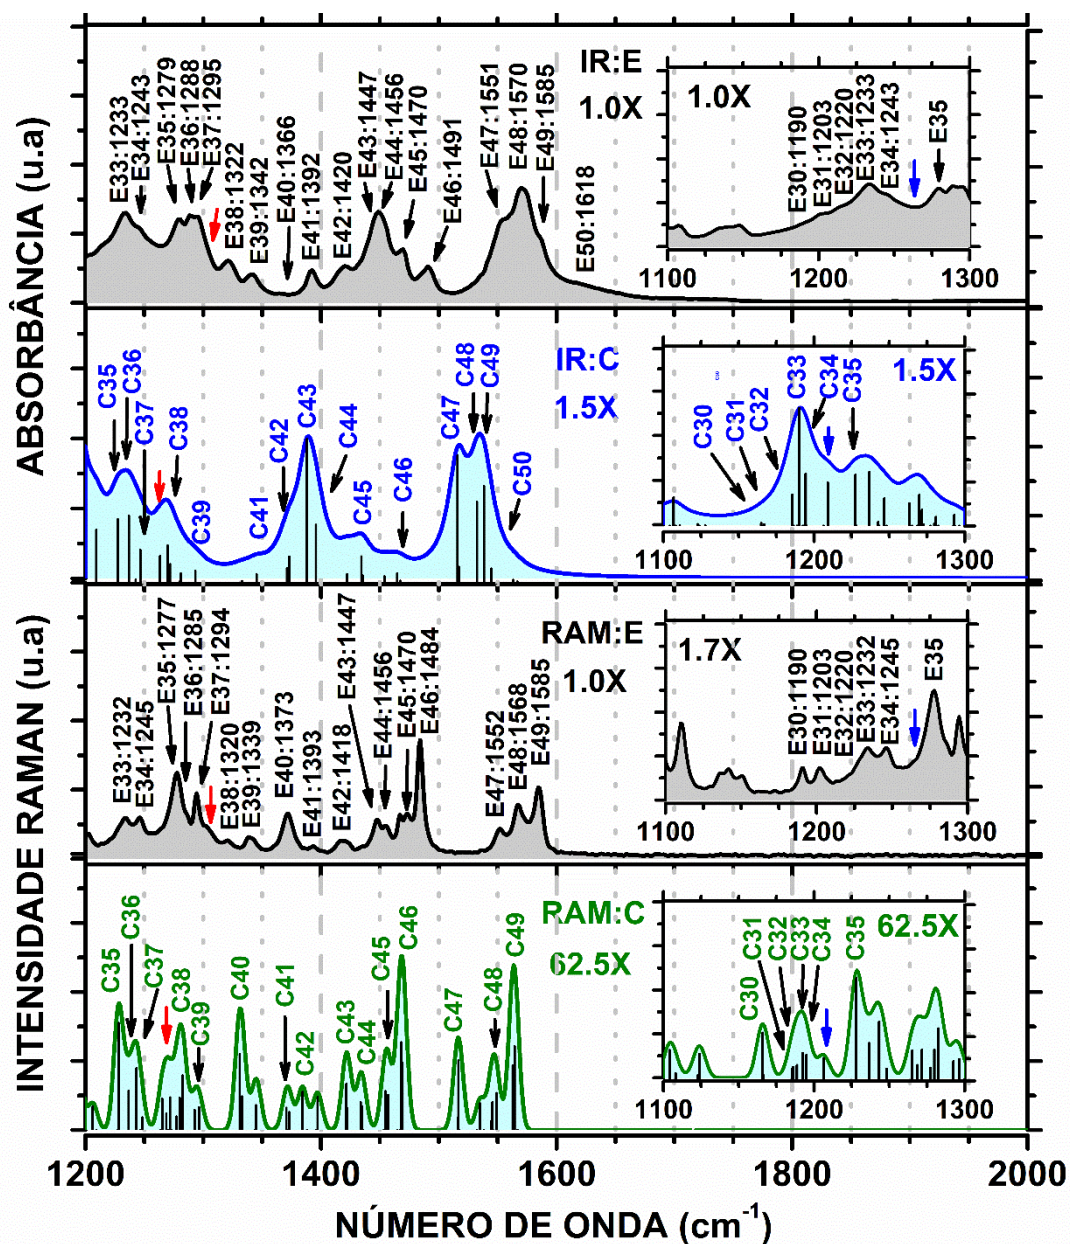 ABSORBÂNCIA (u.a)
INTENSIDADE RAMAN (u.a)
IR:E
1.0X
E33:1233
E34:1243
E35:1279
E36:1288
E37:1295
E38:1322
E39:1342
E40:1366
E41:1392
E42:1420
E43:1447
E44:1456
E45:1470
E46:1491
E47:1551
E48:1570
E49:1585
E50:1618
1.0X
E30:1190
E31:1203
E32:1220
E33:1233
E34:1243
E35
1100 1200 1300
IR:C
1.5X
C35
C36
C37
C38
C39
C41
C42
C43
C44
C45
C46
C47
C48
C49
C50
1.5X
C30
C31
C32
C33
C34
C35
1100 1200 1300
RAM:E
1.0X
E33:1232
E34:1245
E35:1277
E36:1285
E37:1294
E38:1320
E39:1339
E40:1373
E41:1393
E42:1418
E43:1447
E44:1456
E45:1470
E46:1484
E47:1552
E48:1568
E49:1585
1.7X
E30:1190
E31:1203
E32:1220
E33:1232
E34:1245
E35
1100 1200 1300
RAM:C
62.5X
C35
C36
C37
C38
C39
C40
C41
C42
C43
C44
C45
C46
C47
C48
C49
62.5X
C30
C31
C32
C33
C34
C35
1100 1200 1300
1200 1400 1600 1800 2000
NÚMERO DE ONDA (cm⁻¹)